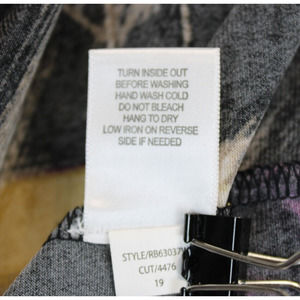 TURN INSIDE OUT
BEFORE WASHING
HAND WASH COLD
DO NOT BLEACH
HANG TO DRY
LOW IRON ON REVERSE
SIDE IF NEEDED
CUT/4476
19